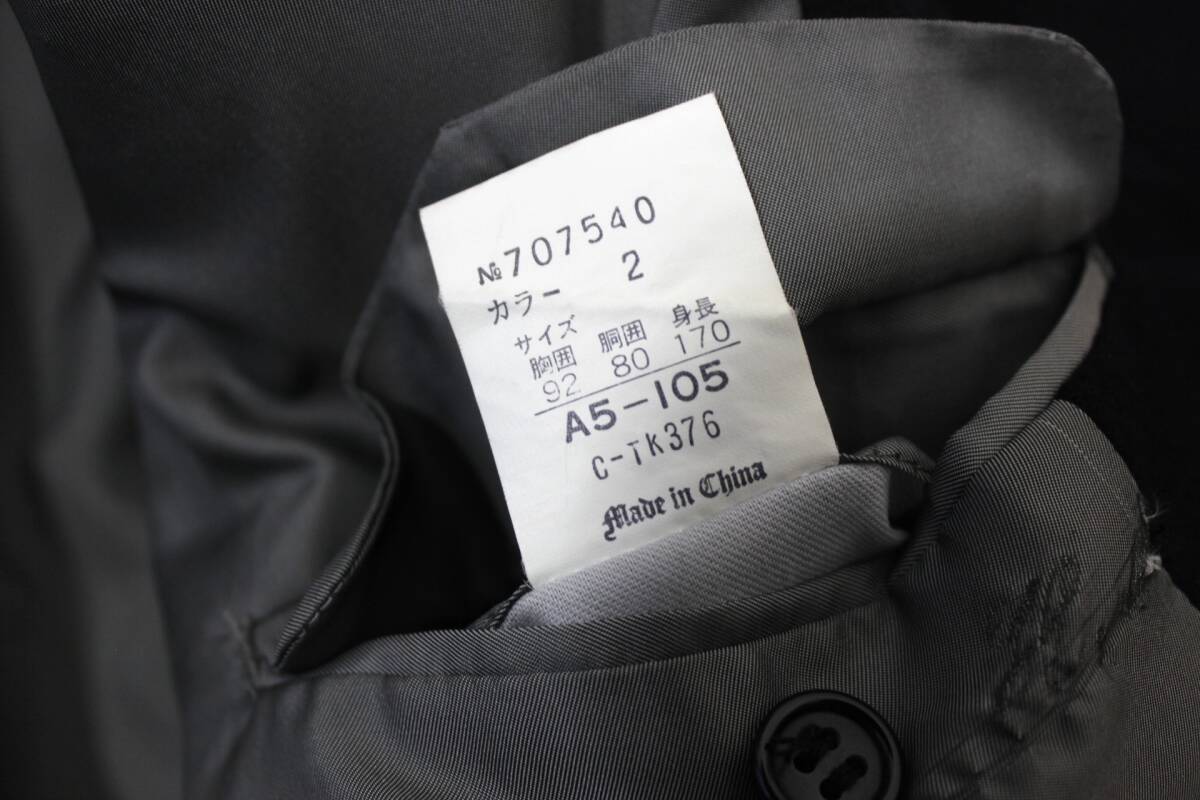 №707540
カラー 2
サイズ
胸囲 胴囲 身長
92 80 170
A5-105
C-TK376
Made in China